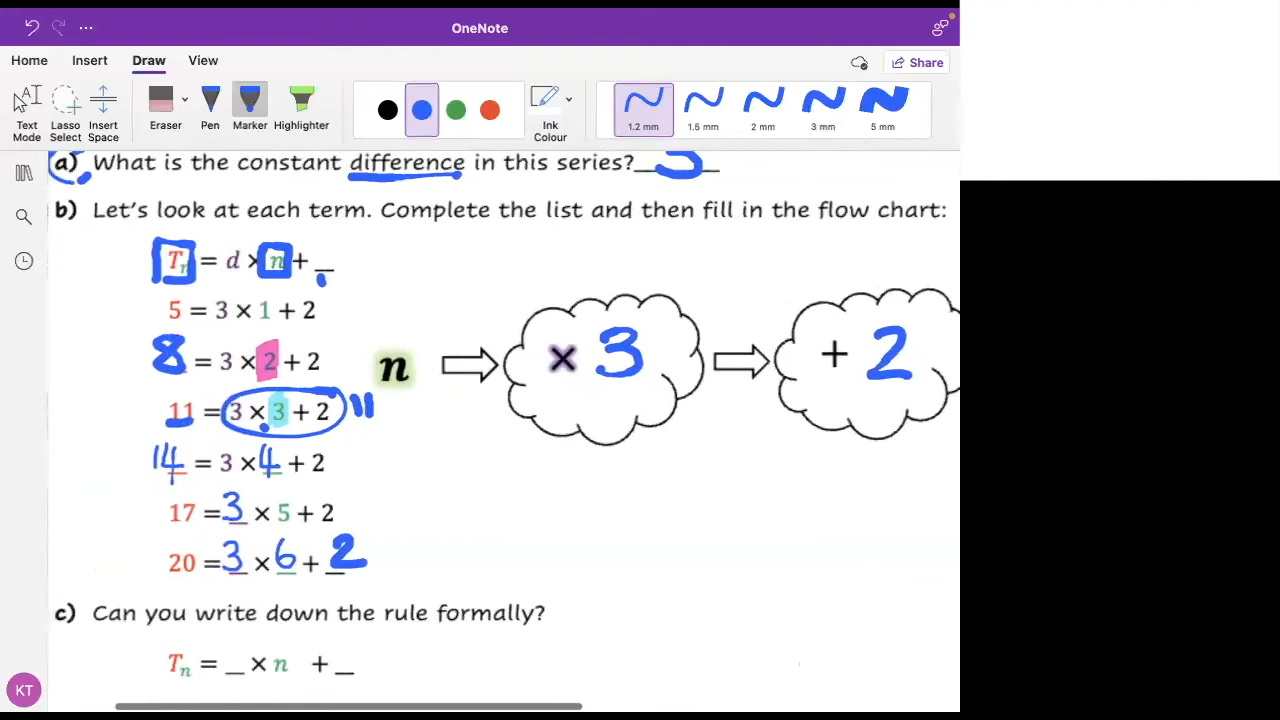 OneNote
Home Insert Draw View
Share
Text Mode
Lasso Select
Insert Space
Eraser
Pen
Marker
Highlighter
Ink Colour
1.2 mm
1.5 mm
2 mm
3 mm
5 mm
a) What is the constant difference in this series? 3
b) Let's look at each term. Complete the list and then fill in the flow chart:
Tn = d × n + _
5 = 3 × 1 + 2
8 = 3 × 2 + 2
11 = 3 × 3 + 2 11
14 = 3 × 4 + 2
17 = 3 × 5 + 2
20 = 3 × 6 + 2
n
× 3
+ 2
c) Can you write down the rule formally?
Tn = _ × n + _
KT